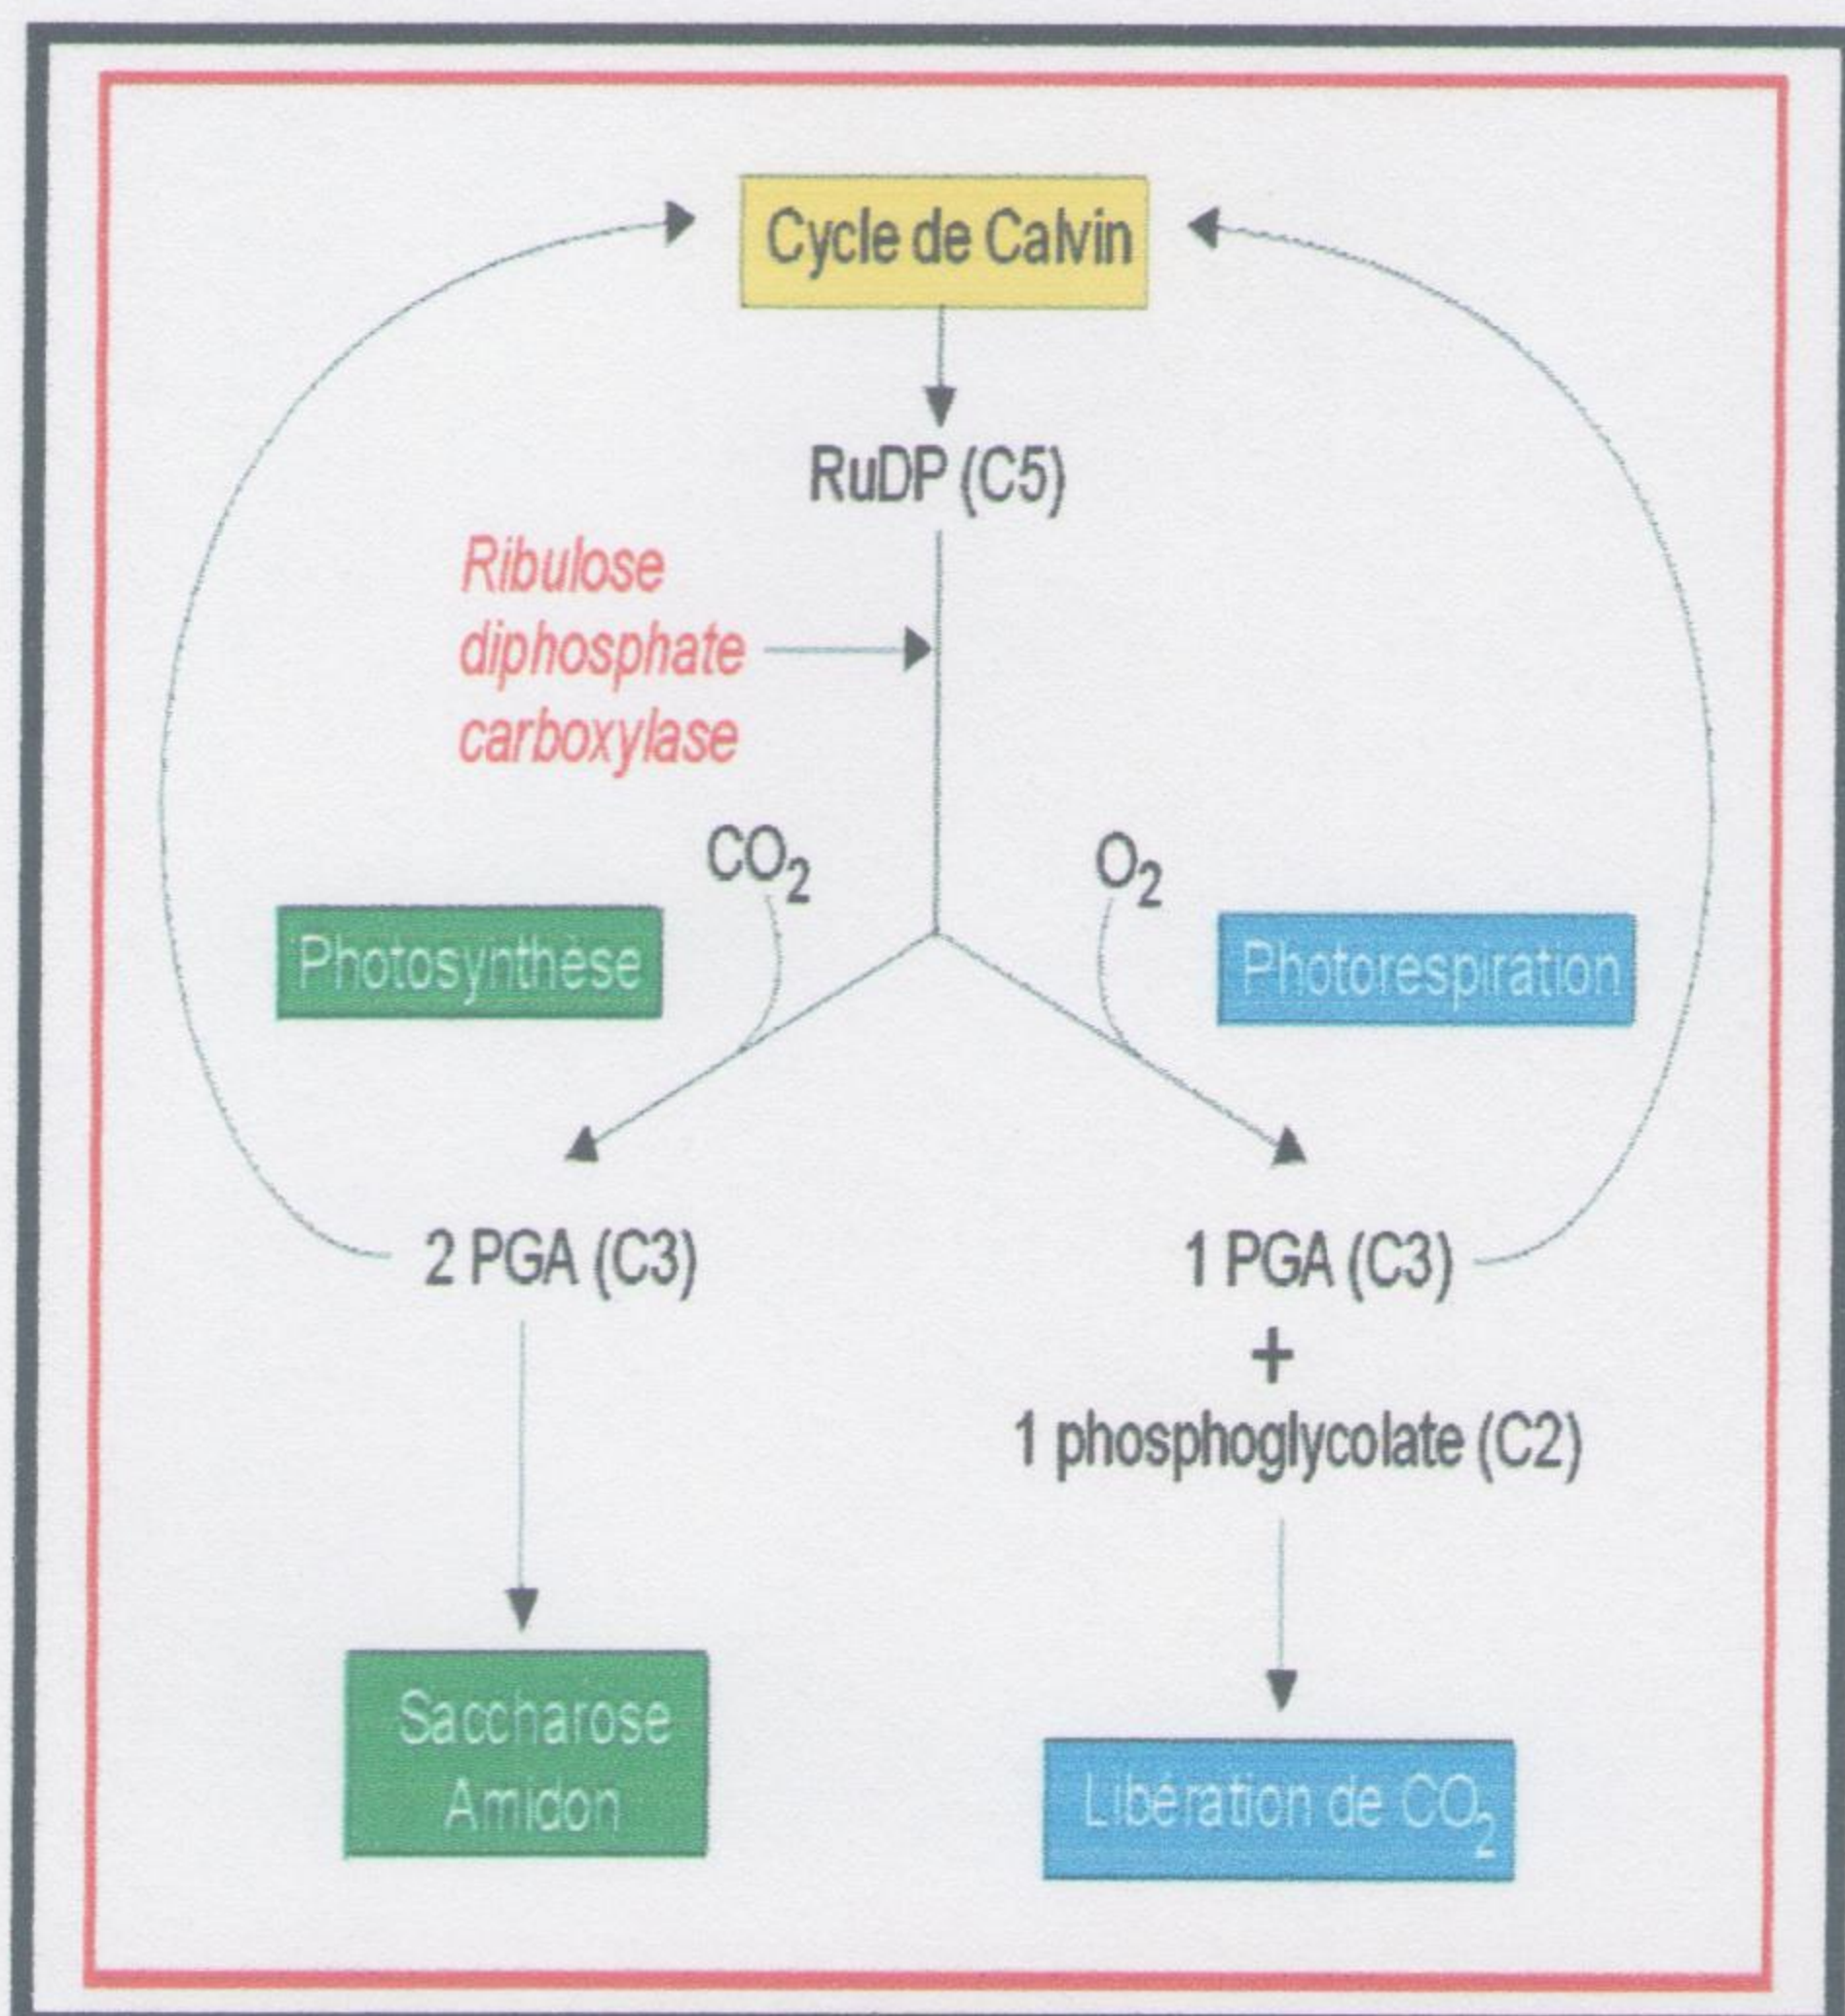 Cycle de Calvin
RuDP (C5)
Ribulose
diphosphate
carboxylase
CO₂
O₂
Photosynthèse
Photorespiration
2 PGA (C3)
1 PGA (C3)
+
1 phosphoglycolate (C2)
Saccharose
Amidon
Libération de CO₂